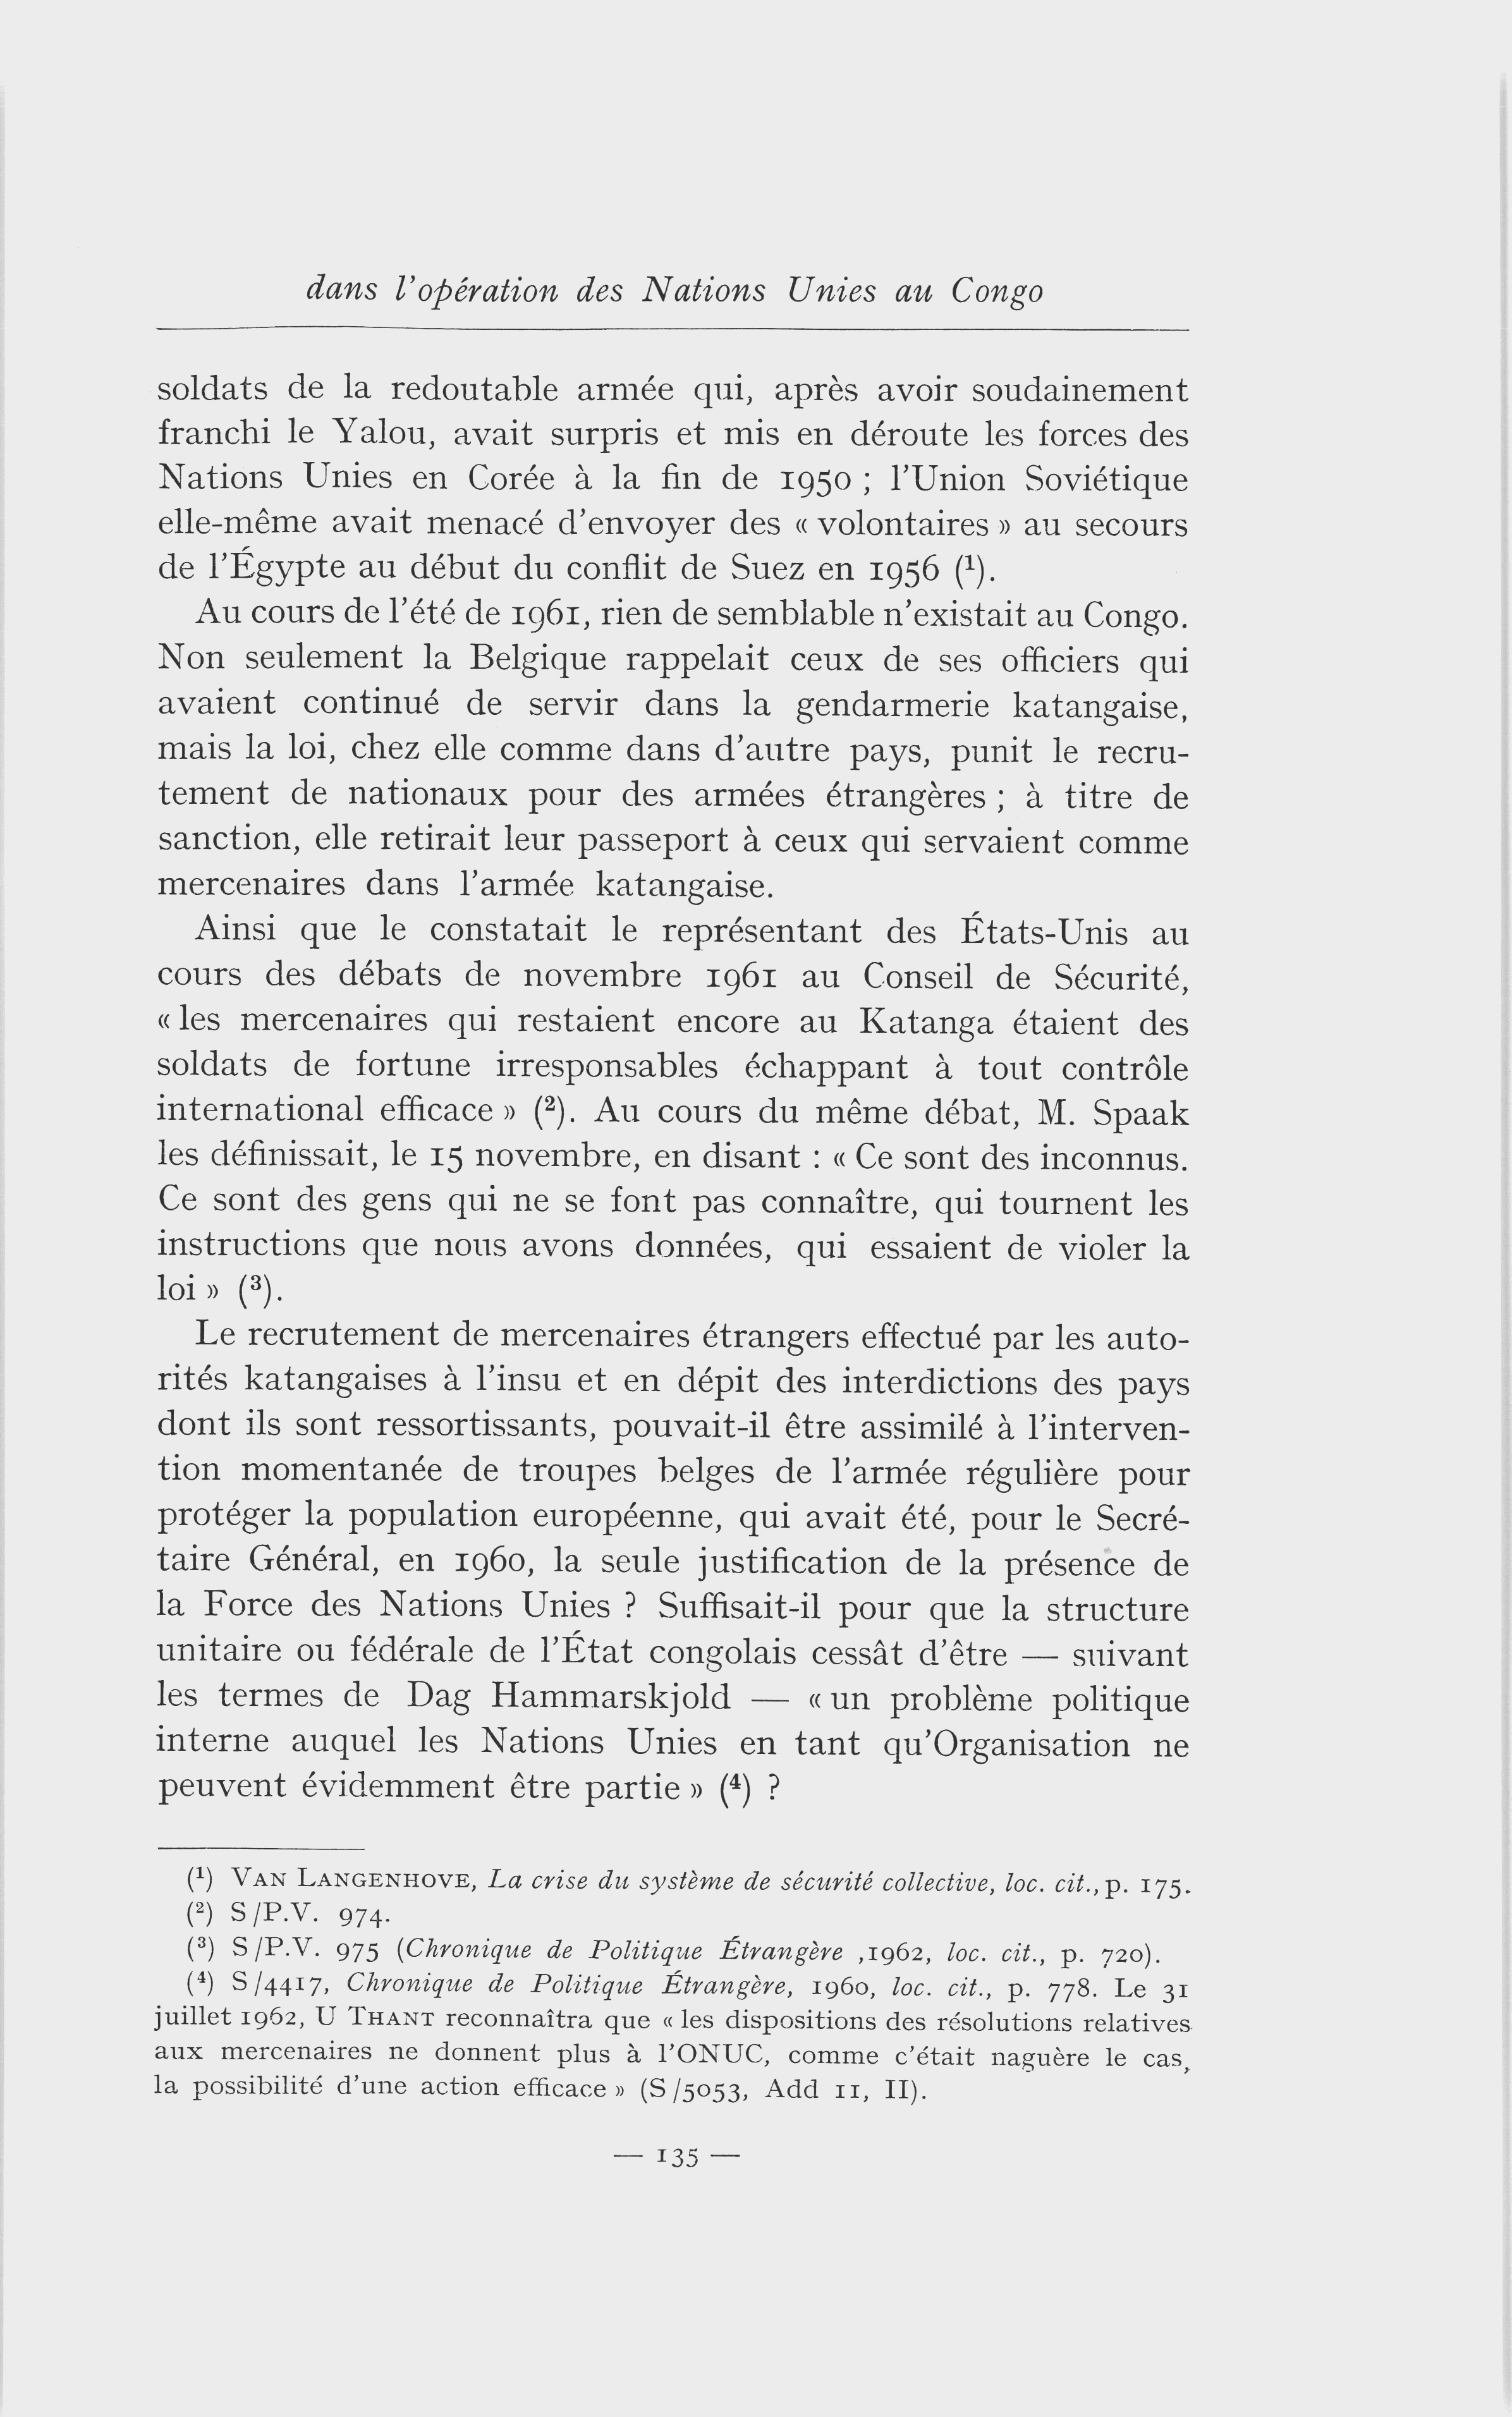 dans l'opération des Nations Unies au Congo
soldats de la redoutable armée qui, après avoir soudainement
franchi le Yalou, avait surpris et mis en déroute les forces des
Nations Unies en Corée à la fin de 1950 ; l'Union Soviétique
elle-même avait menacé d'envoyer des « volontaires » au secours
de l'Égypte au début du conflit de Suez en 1956 (¹).
Au cours de l'été de 1961, rien de semblable n'existait au Congo.
Non seulement la Belgique rappelait ceux de ses officiers qui
avaient continué de servir dans la gendarmerie katangaise,
mais la loi, chez elle comme dans d'autre pays, punit le recru-
tement de nationaux pour des armées étrangères ; à titre de
sanction, elle retirait leur passeport à ceux qui servaient comme
mercenaires dans l'armée katangaise.
Ainsi que le constatait le représentant des États-Unis au
cours des débats de novembre 1961 au Conseil de Sécurité,
« les mercenaires qui restaient encore au Katanga étaient des
soldats de fortune irresponsables échappant à tout contrôle
international efficace » (²). Au cours du même débat, M. Spaak
les définissait, le 15 novembre, en disant : « Ce sont des inconnus.
Ce sont des gens qui ne se font pas connaître, qui tournent les
instructions que nous avons données, qui essaient de violer la
loi » (³).
Le recrutement de mercenaires étrangers effectué par les auto-
rités katangaises à l'insu et en dépit des interdictions des pays
dont ils sont ressortissants, pouvait-il être assimilé à l'interven-
tion momentanée de troupes belges de l'armée régulière pour
protéger la population européenne, qui avait été, pour le Secré-
taire Général, en 1960, la seule justification de la présence de
la Force des Nations Unies ? Suffisait-il pour que la structure
unitaire ou fédérale de l'État congolais cessât d'être — suivant
les termes de Dag Hammarskjold — « un problème politique
interne auquel les Nations Unies en tant qu'Organisation ne
peuvent évidemment être partie » (⁴) ?
(¹) VAN LANGENHOVE, La crise du système de sécurité collective, loc. cit., p. 175.
(²) S/P.V. 974.
(³) S/P.V. 975 (Chronique de Politique Étrangère ,1962, loc. cit., p. 720).
(⁴) S/4417, Chronique de Politique Étrangère, 1960, loc. cit., p. 778. Le 31
juillet 1962, U THANT reconnaîtra que « les dispositions des résolutions relatives
aux mercenaires ne donnent plus à l'ONUC, comme c'était naguère le cas,
la possibilité d'une action efficace » (S/5053, Add 11, II).
— 135 —